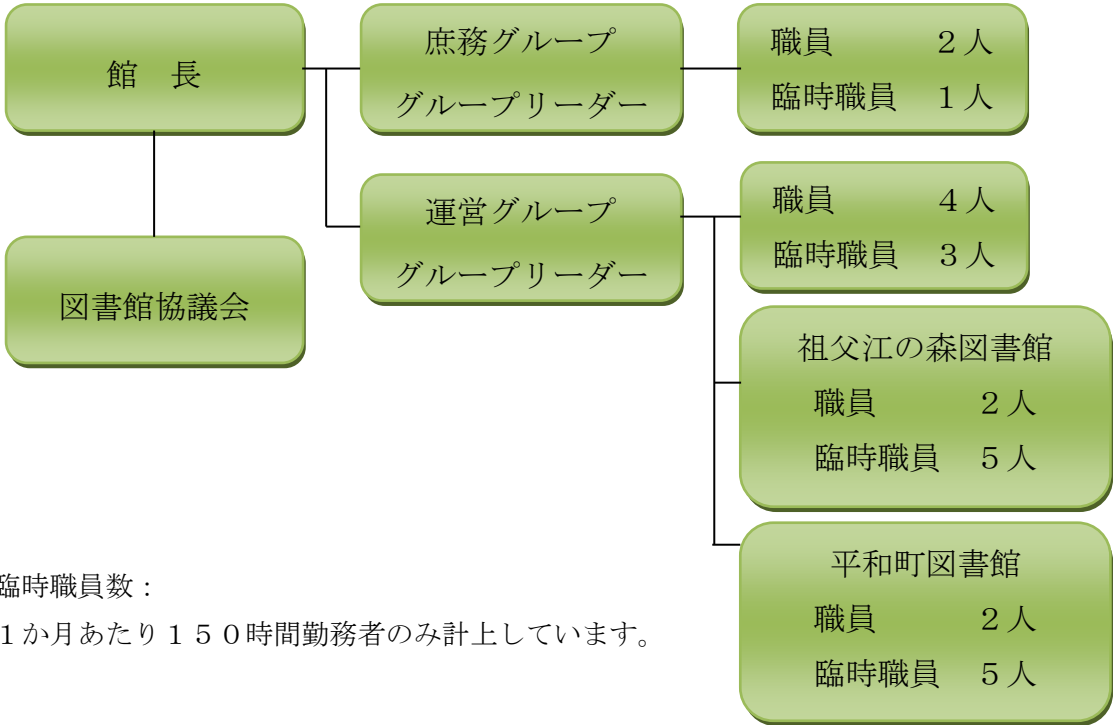 館　長
図書館協議会
庶務グループ
グループリーダー
職員　　　２人
臨時職員　１人
運営グループ
グループリーダー
職員　　　４人
臨時職員　３人
祖父江の森図書館
職員　　　２人
臨時職員　５人
平和町図書館
職員　　　２人
臨時職員　５人
臨時職員数：
１か月あたり１５０時間勤務者のみ計上しています。